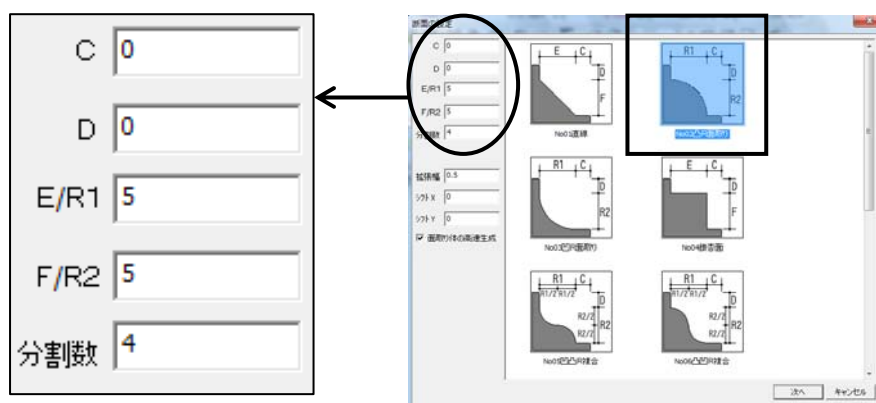 C 0
D 0
E/R1 5
F/R2 5
分割数 4
断面の設定
C 0
D 0
E/R1 5
F/R2 5
分割数 4
拡張幅 0.5
シフトX 0
シフトY 0
面取り体の高速生成
E C
D
F
No01直線
R1 C
D
R2
No02凸R面取り
R1 C
D
R2
No03凹R面取り
E C
D
F
No04段差面
R1 C
R1/2 R1/2
D
R2/2
R2
R2/2
No05凹凸R複合
R1 C
R1/2 R1/2
D
R2/2
R2
R2/2
No06凸凹R複合
次へ キャンセル